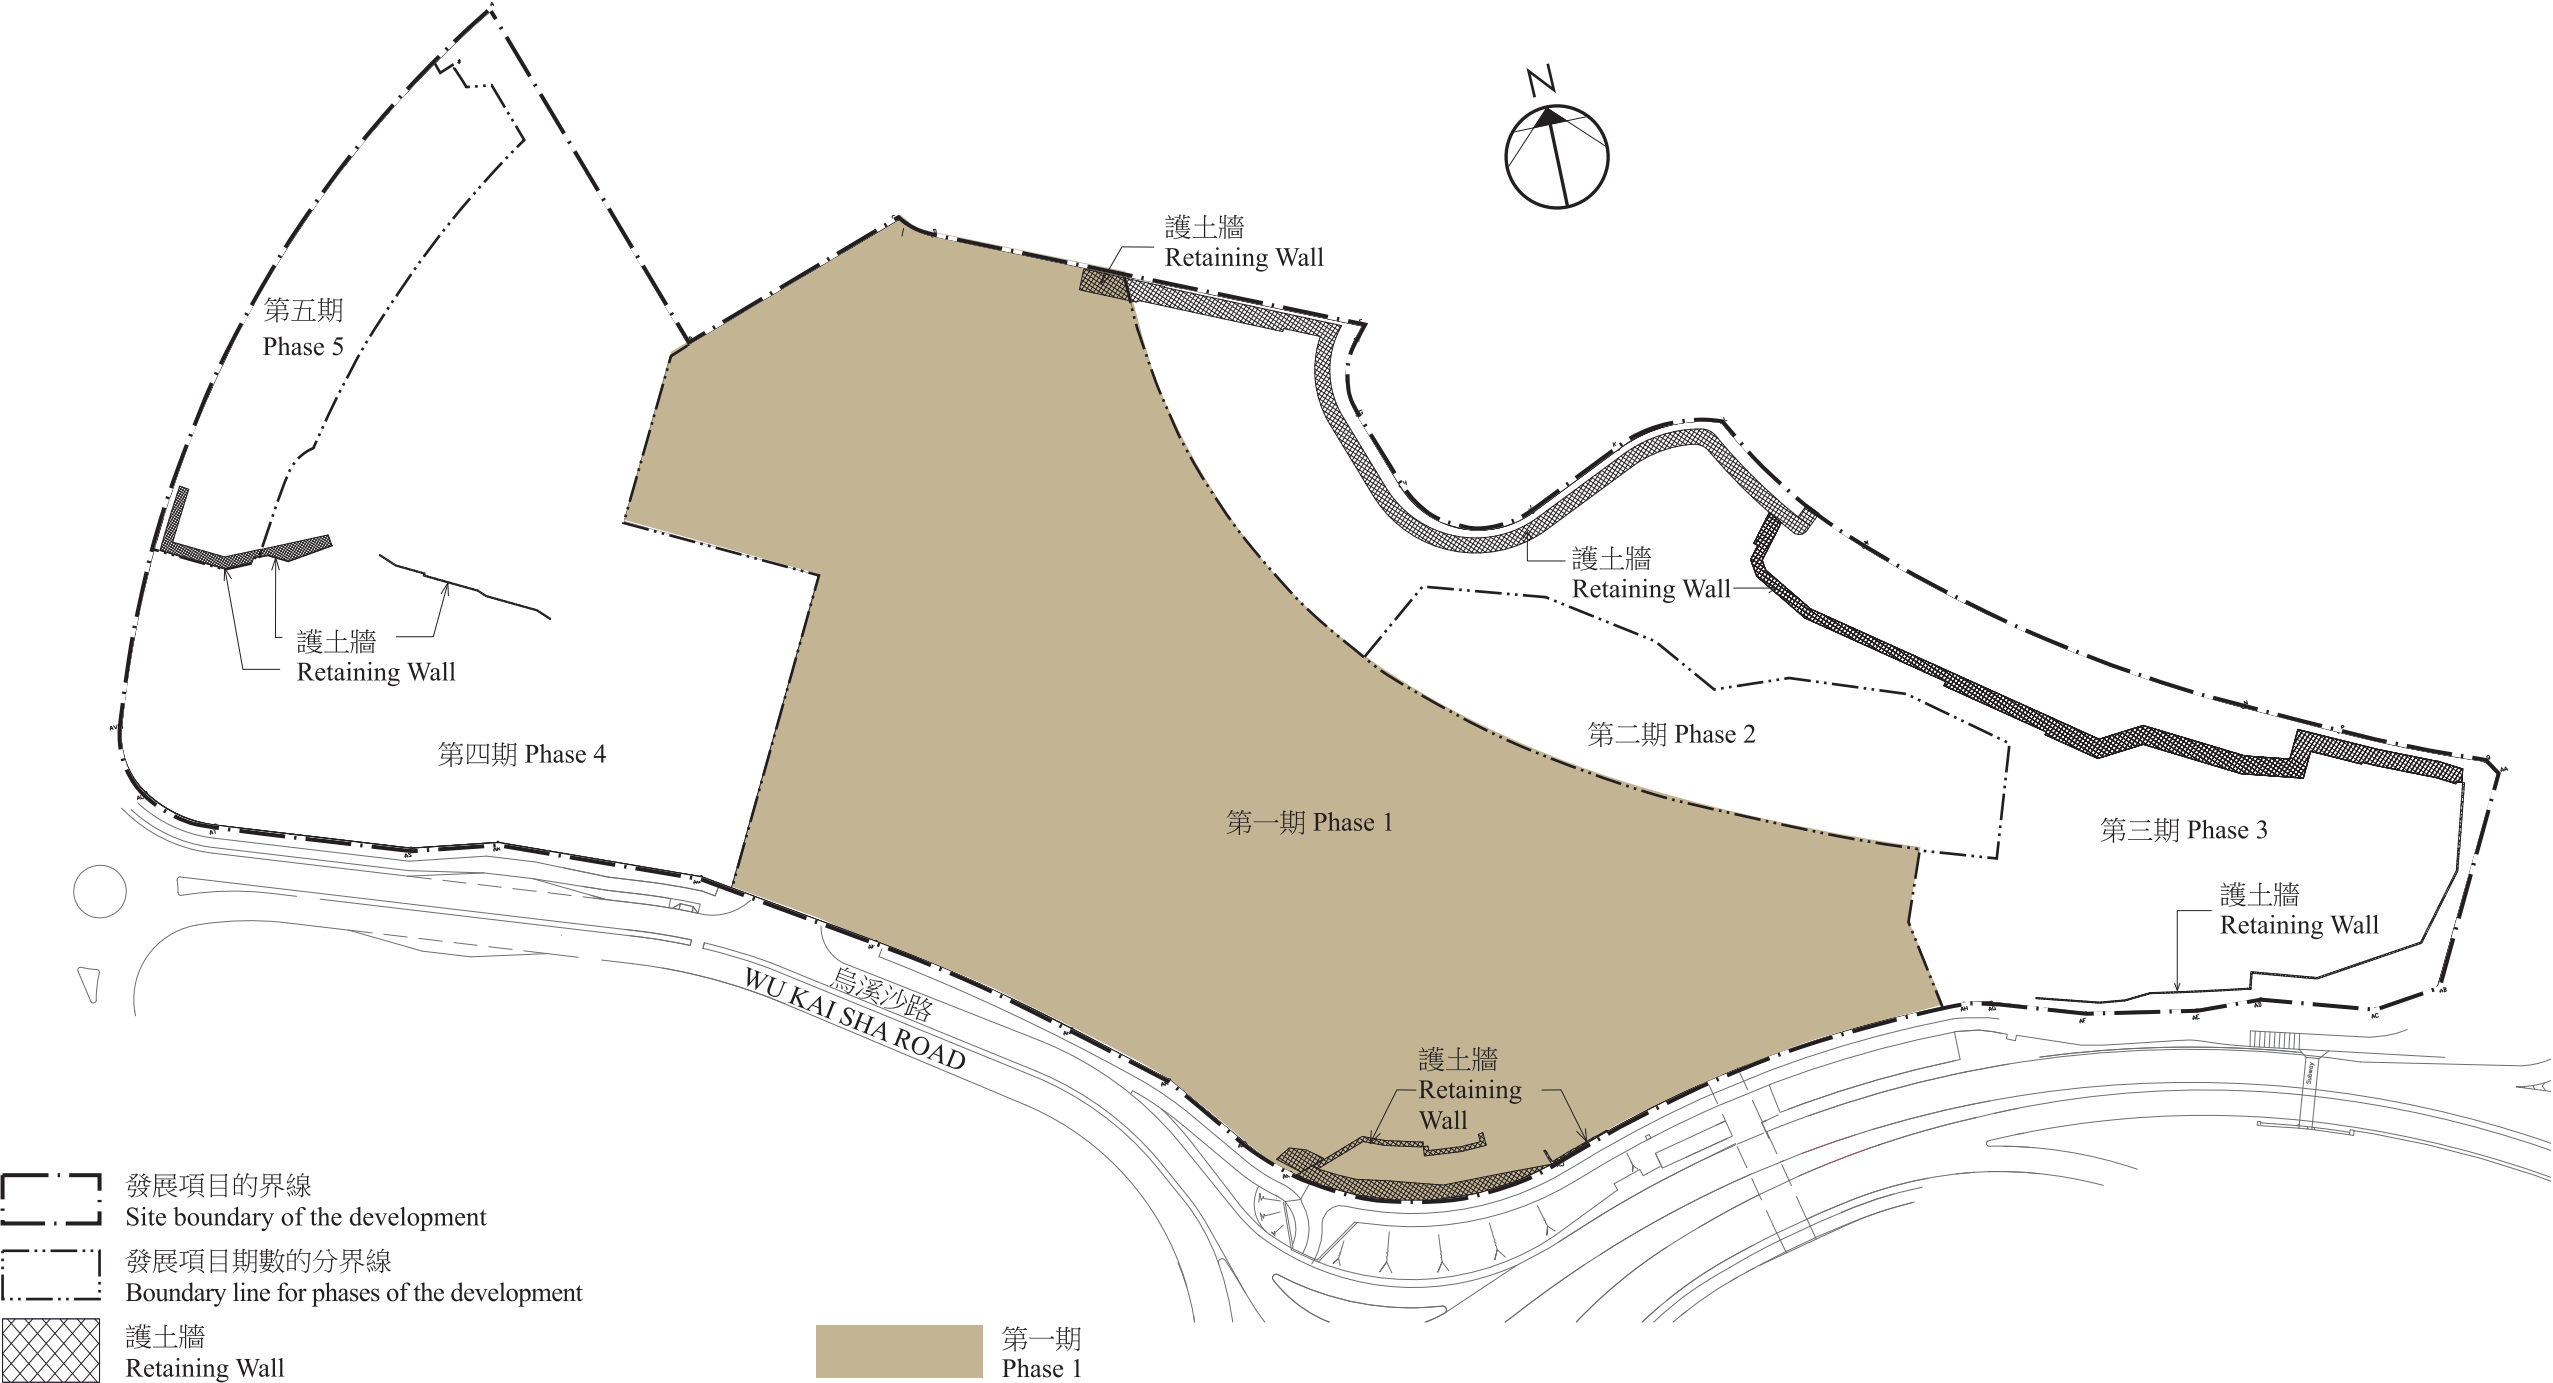 N
護土牆
Retaining Wall
第五期
Phase 5
護土牆
Retaining Wall
護土牆
Retaining Wall
第四期 Phase 4
第二期 Phase 2
第一期 Phase 1
第三期 Phase 3
護土牆
Retaining Wall
烏溪沙路
WU KAI SHA ROAD
護土牆
Retaining
Wall
Subway
發展項目的界線
Site boundary of the development
發展項目期數的分界線
Boundary line for phases of the development
護土牆
Retaining Wall
第一期
Phase 1